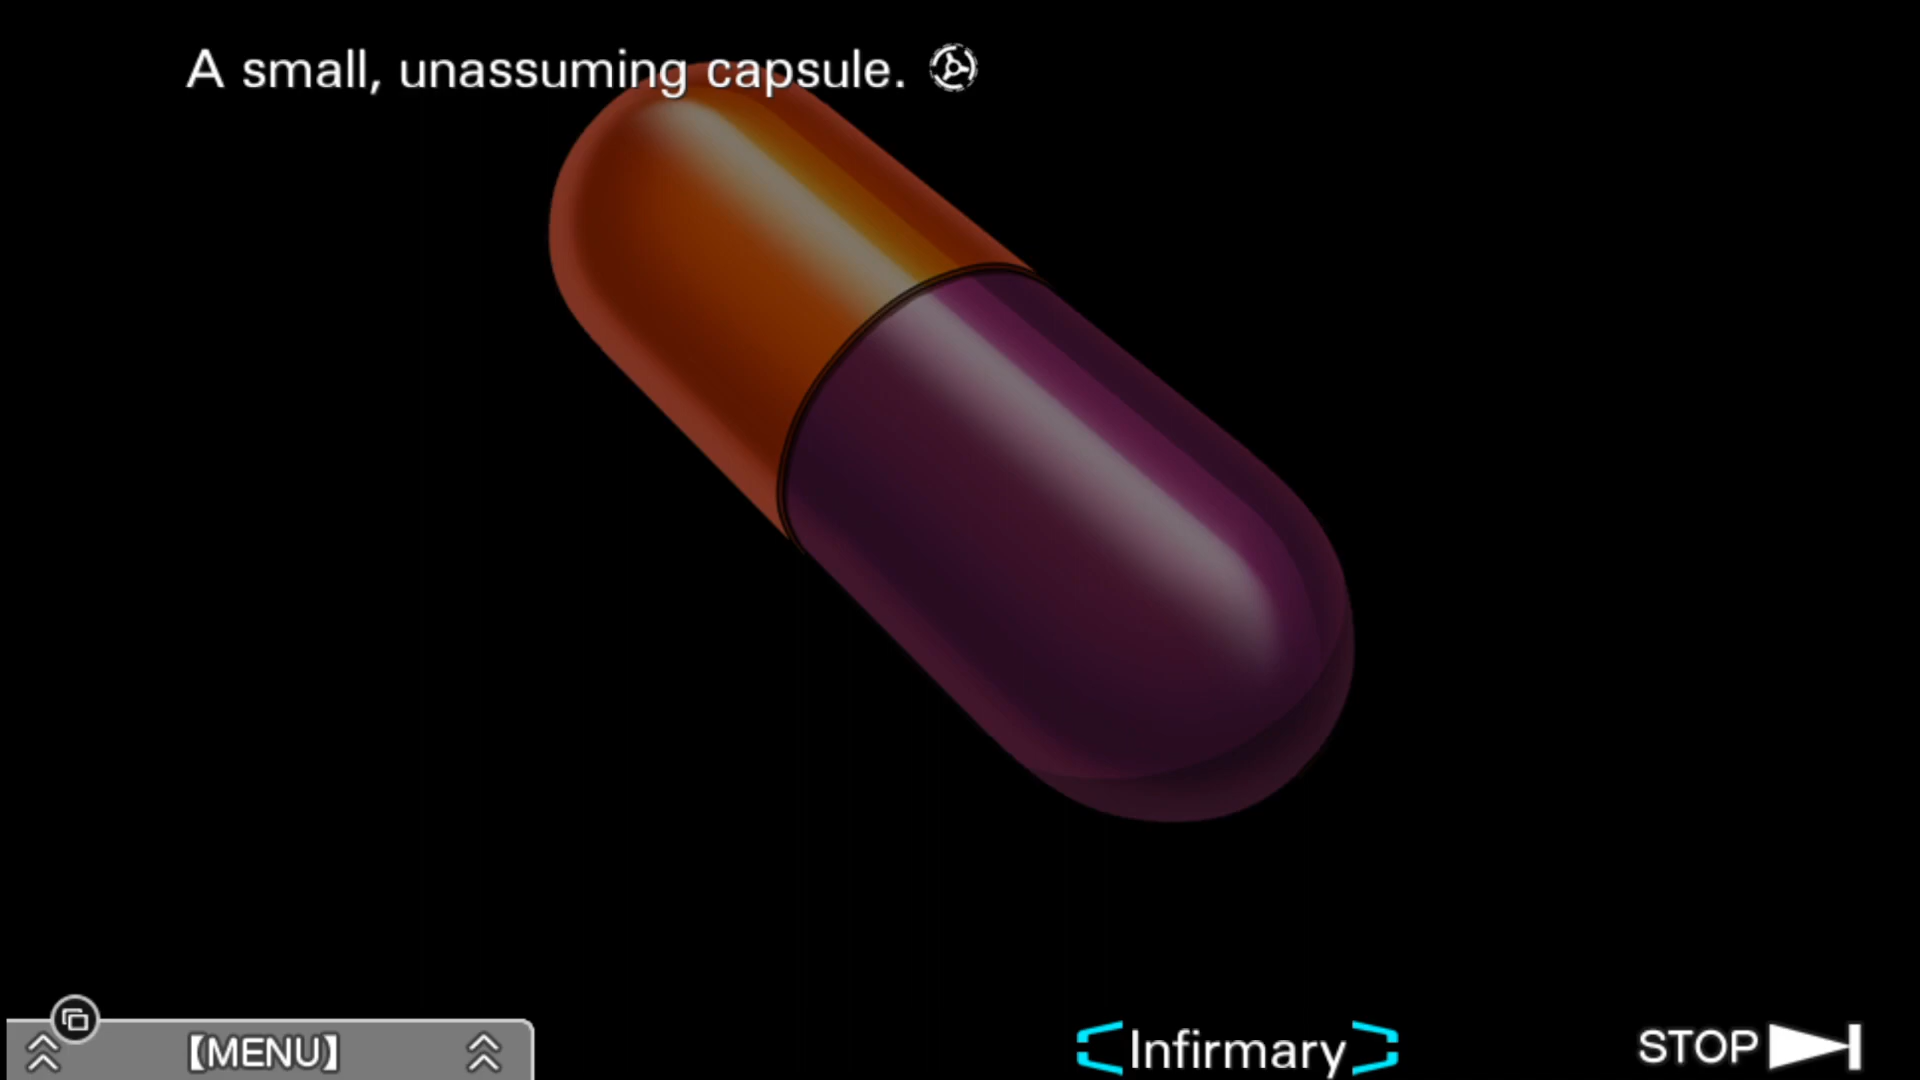 A small, unassuming capsule.
【MENU】
Infirmary
STOP